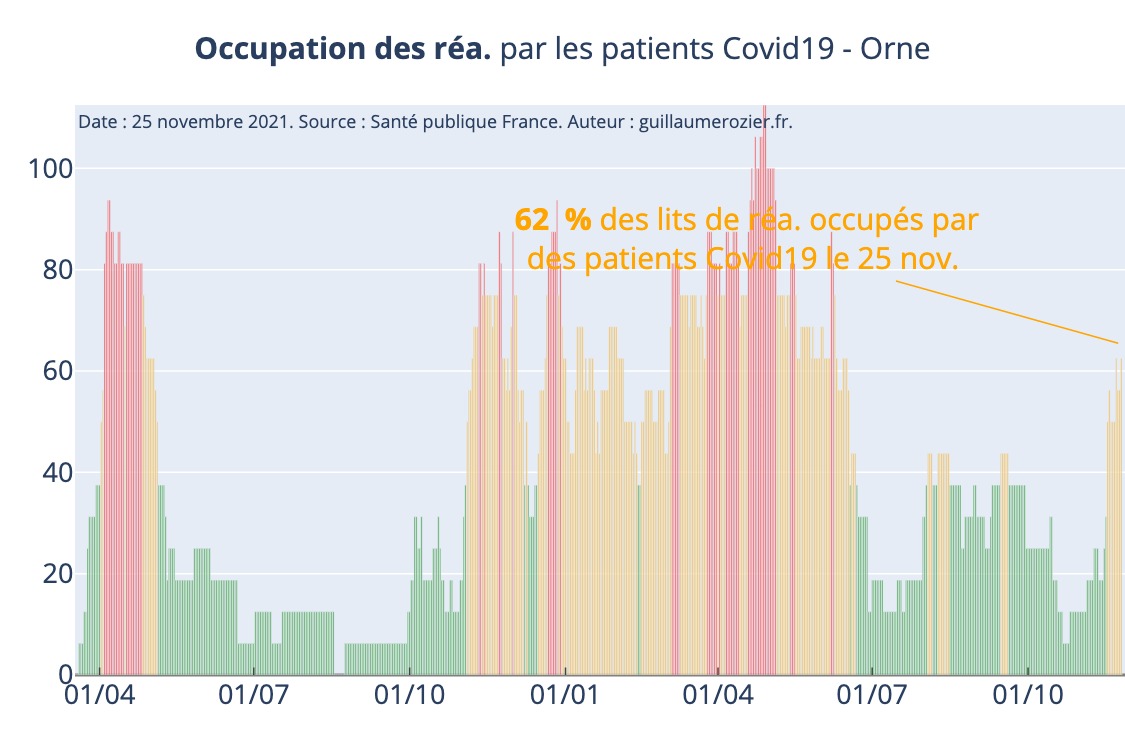 Occupation des réa. par les patients Covid19 - Orne
Date : 25 novembre 2021. Source : Santé publique France. Auteur : guillaumerozier.fr.
62 % des lits de réa. occupés par
des patients Covid19 le 25 nov.
100
80
60
40
20
0
01/04 01/07 01/10 01/01 01/04 01/07 01/10